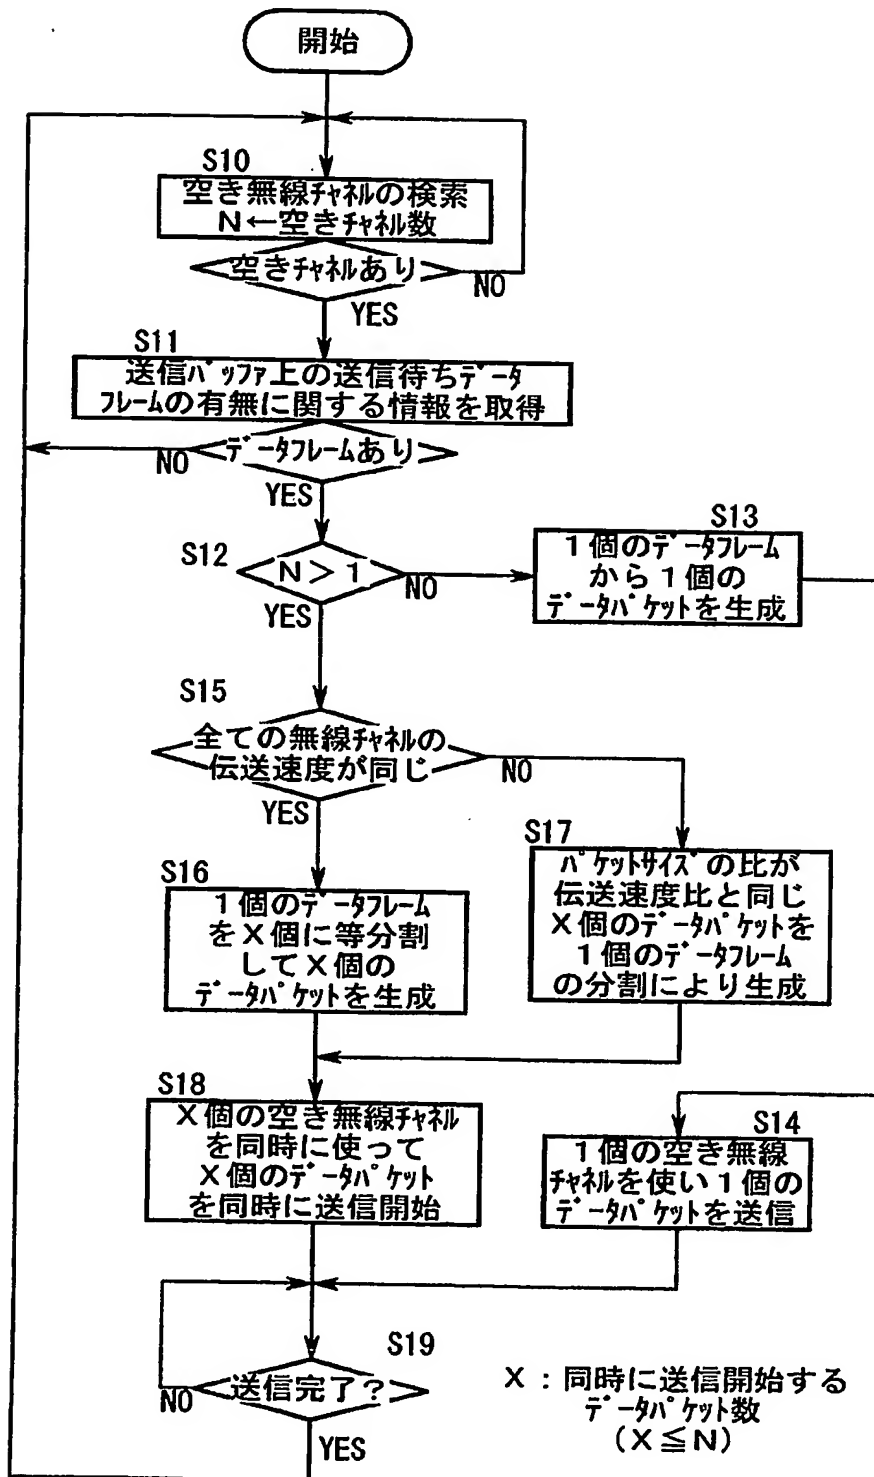 開始
S10
空き無線ﾁｬﾈﾙの検索
N←空きﾁｬﾈﾙ数
空きﾁｬﾈﾙあり
NO
YES
S11
送信ﾊﾞｯﾌｧ上の送信待ちﾃﾞｰﾀ
ﾌﾚｰﾑの有無に関する情報を取得
ﾃﾞｰﾀﾌﾚｰﾑあり
NO
YES
S12
N>1
NO
YES
S13
1個のﾃﾞｰﾀﾌﾚｰﾑ
から1個の
ﾃﾞｰﾀﾊﾟｹｯﾄを生成
S15
全ての無線ﾁｬﾈﾙの
伝送速度が同じ
NO
YES
S16
1個のﾃﾞｰﾀﾌﾚｰﾑ
をX個に等分割
してX個の
ﾃﾞｰﾀﾊﾟｹｯﾄを生成
S17
ﾊﾟｹｯﾄｻｲｽﾞの比が
伝送速度比と同じ
X個のﾃﾞｰﾀﾊﾟｹｯﾄを
1個のﾃﾞｰﾀﾌﾚｰﾑ
の分割により生成
S18
X個の空き無線ﾁｬﾈﾙ
を同時に使って
X個のﾃﾞｰﾀﾊﾟｹｯﾄ
を同時に送信開始
S14
1個の空き無線
ﾁｬﾈﾙを使い1個の
ﾃﾞｰﾀﾊﾟｹｯﾄを送信
S19
送信完了?
NO
YES
X:同時に送信開始する
ﾃﾞｰﾀﾊﾟｹｯﾄ数
(X≦N)